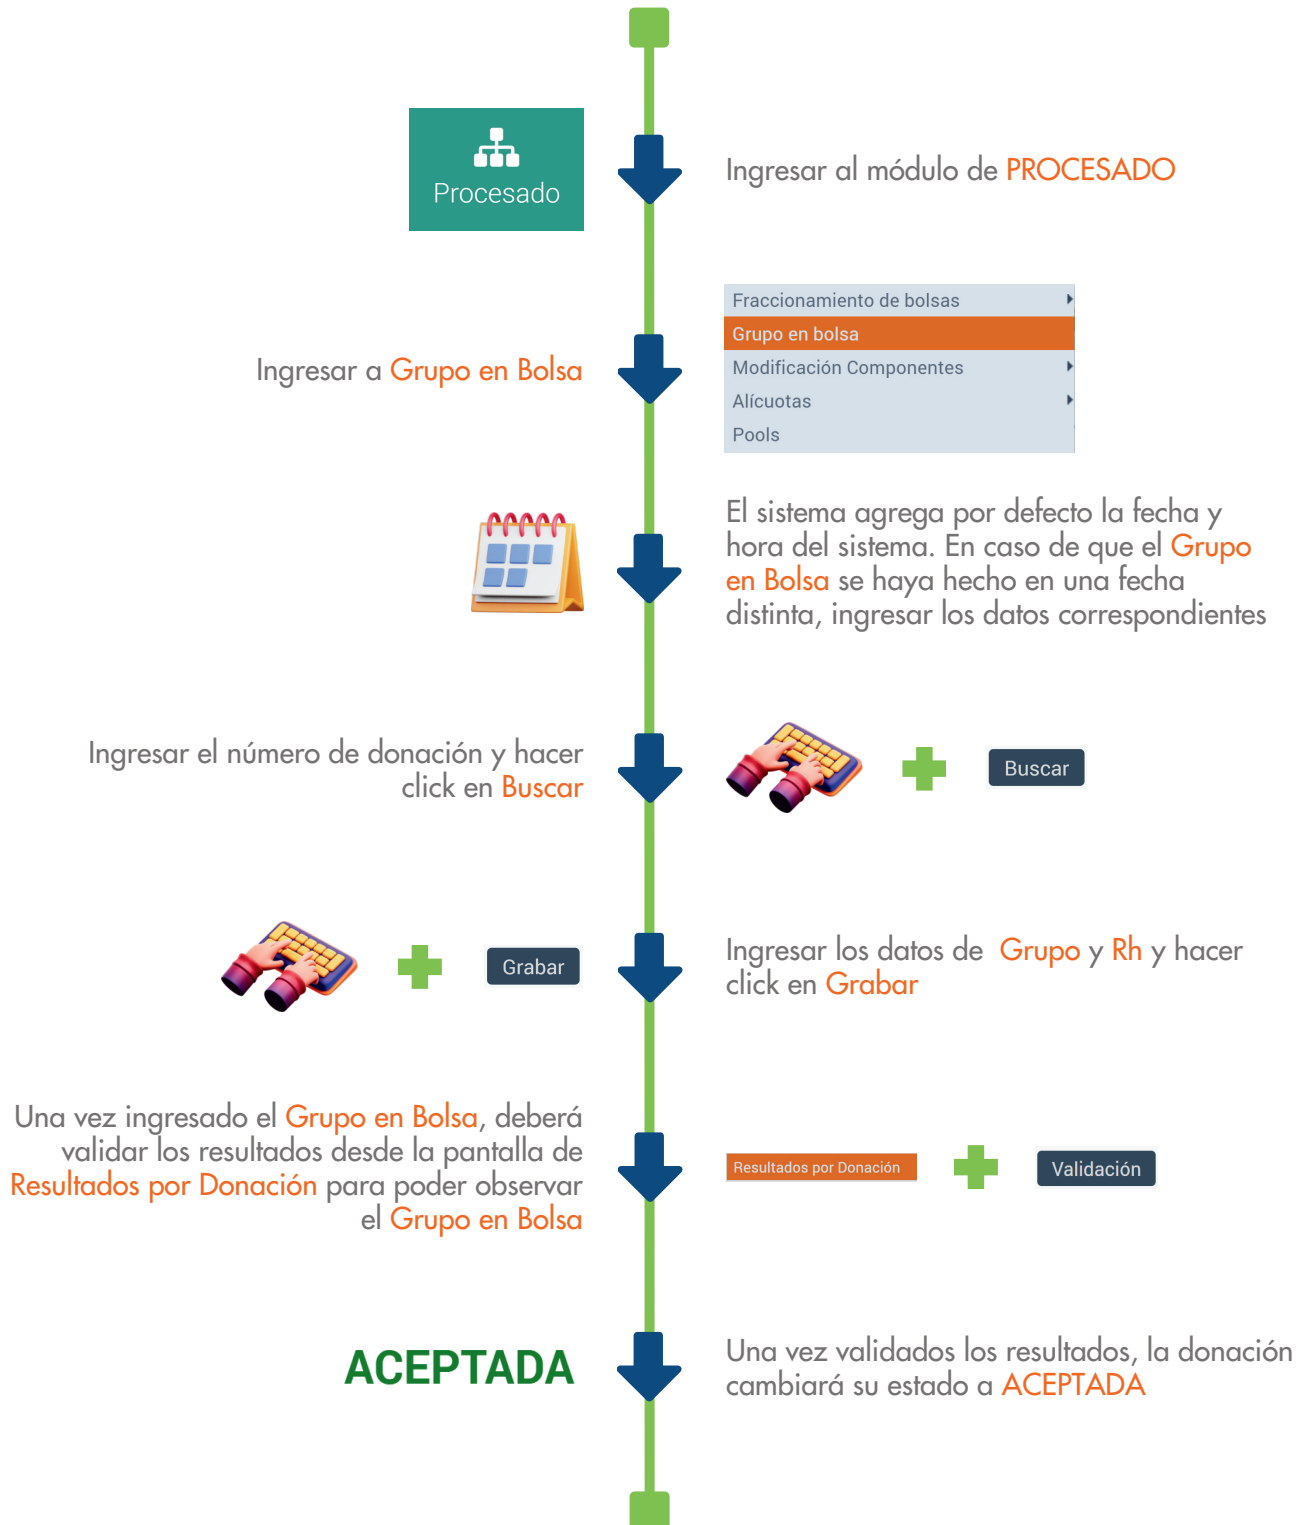 Procesado
Ingresar al módulo de PROCESADO
Ingresar a Grupo en Bolsa
Fraccionamiento de bolsas
Grupo en bolsa
Modificación Componentes
Alícuotas
Pools
El sistema agrega por defecto la fecha y
hora del sistema. En caso de que el Grupo
en Bolsa se haya hecho en una fecha
distinta, ingresar los datos correspondientes
Ingresar el número de donación y hacer
click en Buscar
Buscar
Grabar
Ingresar los datos de Grupo y Rh y hacer
click en Grabar
Una vez ingresado el Grupo en Bolsa, deberá
validar los resultados desde la pantalla de
Resultados por Donación para poder observar
el Grupo en Bolsa
Resultados por Donación
Validación
ACEPTADA
Una vez validados los resultados, la donación
cambiará su estado a ACEPTADA